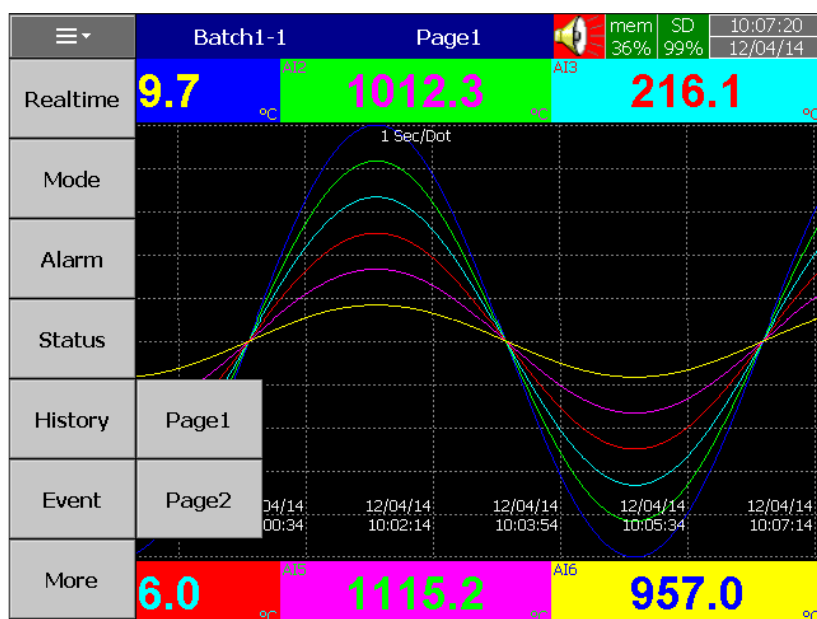 Batch1-1 Page1 mem SD 10:07:20
36% 99% 12/04/14
Realtime
9.7 °C
AI2 1012.3 °C
AI3 216.1 °C
1 Sec/Dot
Mode
Alarm
Status
History
Page1
Event
Page2
04/14 12/04/14 12/04/14 12/04/14 12/04/14
00:34 10:02:14 10:03:54 10:05:34 10:07:14
More
6.0 °C
AI5 1115.2 °C
AI6 957.0 °C